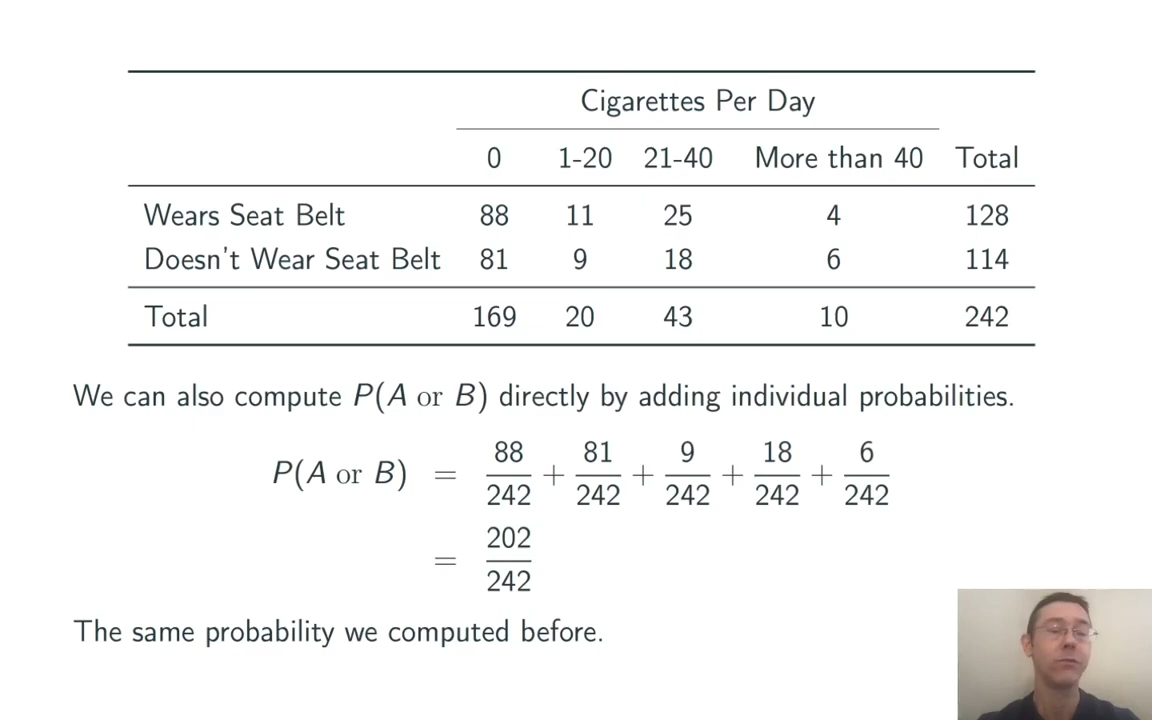 Cigarettes Per Day
0 1-20 21-40 More than 40 Total
Wears Seat Belt 88 11 25 4 128
Doesn't Wear Seat Belt 81 9 18 6 114
Total 169 20 43 10 242
We can also compute P(A or B) directly by adding individual probabilities.
P(A or B) = 88/242 + 81/242 + 9/242 + 18/242 + 6/242
= 202/242
The same probability we computed before.